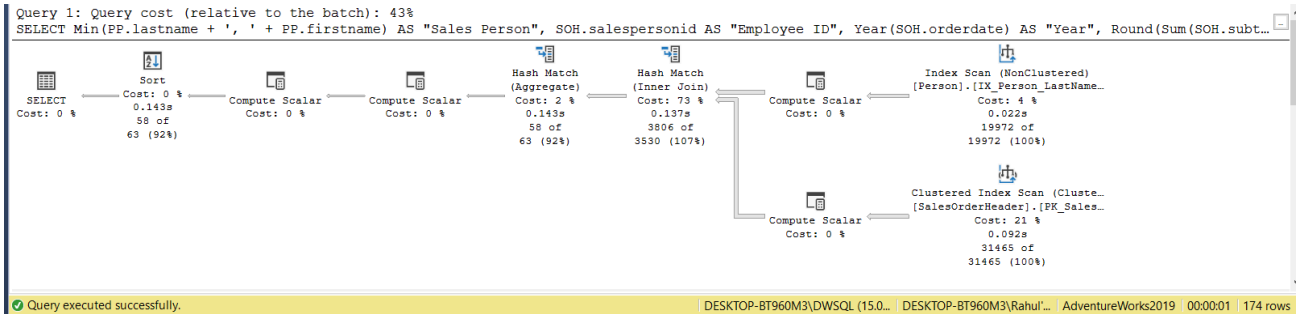 Query 1: Query cost (relative to the batch): 43%
SELECT Min(PP.lastname + ', ' + PP.firstname) AS "Sales Person", SOH.salespersonid AS "Employee ID", Year(SOH.orderdate) AS "Year", Round(Sum(SOH.subt...
SELECT
Cost: 0 %
Sort
Cost: 0 %
0.143s
58 of
63 (92%)
Compute Scalar
Cost: 0 %
Compute Scalar
Cost: 0 %
Hash Match
(Aggregate)
Cost: 2 %
0.143s
58 of
63 (92%)
Hash Match
(Inner Join)
Cost: 73 %
0.137s
3806 of
3530 (107%)
Compute Scalar
Cost: 0 %
Index Scan (NonClustered)
[Person].[IX_Person_LastName...
Cost: 4 %
0.022s
19972 of
19972 (100%)
Compute Scalar
Cost: 0 %
Clustered Index Scan (Cluste...
[SalesOrderHeader].[PK_Sales...
Cost: 21 %
0.092s
31465 of
31465 (100%)
Query executed successfully.
DESKTOP-BT960M3\DWSQL (15.0... DESKTOP-BT960M3\Rahul'... AdventureWorks2019 00:00:01 174 rows